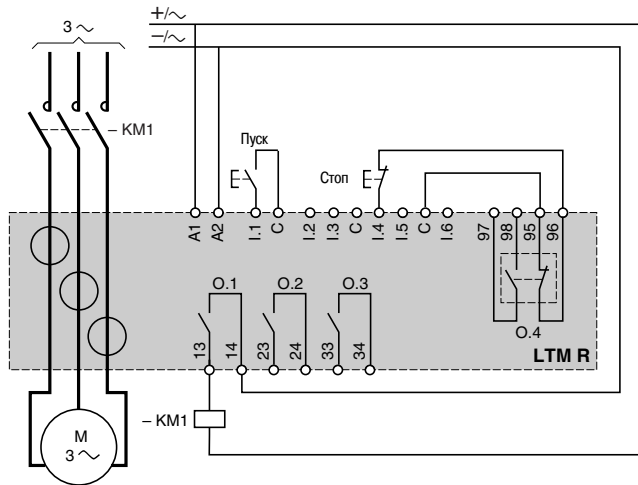 +/∼
3 ∼
−/∼
– KM1
Пуск
Стоп
A1
A2
I.1
C
I.2
I.3
C
I.4
I.5
C
I.6
97
98
95
96
O.1
O.2
O.3
O.4
13
14
23
24
33
34
LTM R
– KM1
M
3 ∼